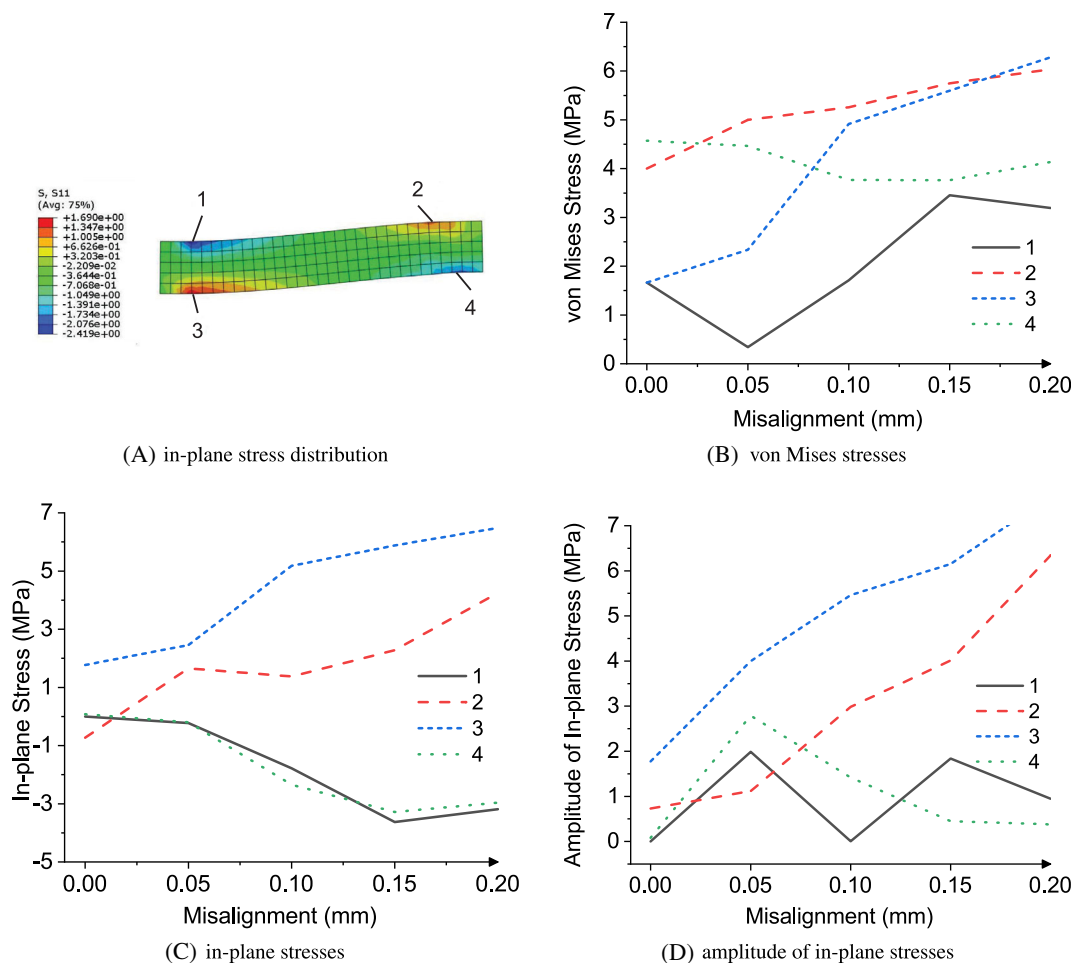 S, S11
(Avg: 75%)
+1.690e+00
+1.347e+00
+1.005e+00
+6.626e-01
+3.203e-01
-2.209e-02
-3.644e-01
-7.068e-01
-1.049e+00
-1.391e+00
-1.734e+00
-2.076e+00
-2.419e+00
1
2
3
4
(A) in-plane stress distribution
von Mises Stress (MPa)
7
6
5
4
3
2
1
0
1
2
3
4
0.00 0.05 0.10 0.15 0.20
Misalignment (mm)
(B) von Mises stresses
In-plane Stress (MPa)
7
5
3
1
-1
-3
-5
1
2
3
4
0.00 0.05 0.10 0.15 0.20
Misalignment (mm)
(C) in-plane stresses
Amplitude of In-plane Stress (MPa)
7
6
5
4
3
2
1
0
1
2
3
4
0.00 0.05 0.10 0.15 0.20
Misalignment (mm)
(D) amplitude of in-plane stresses